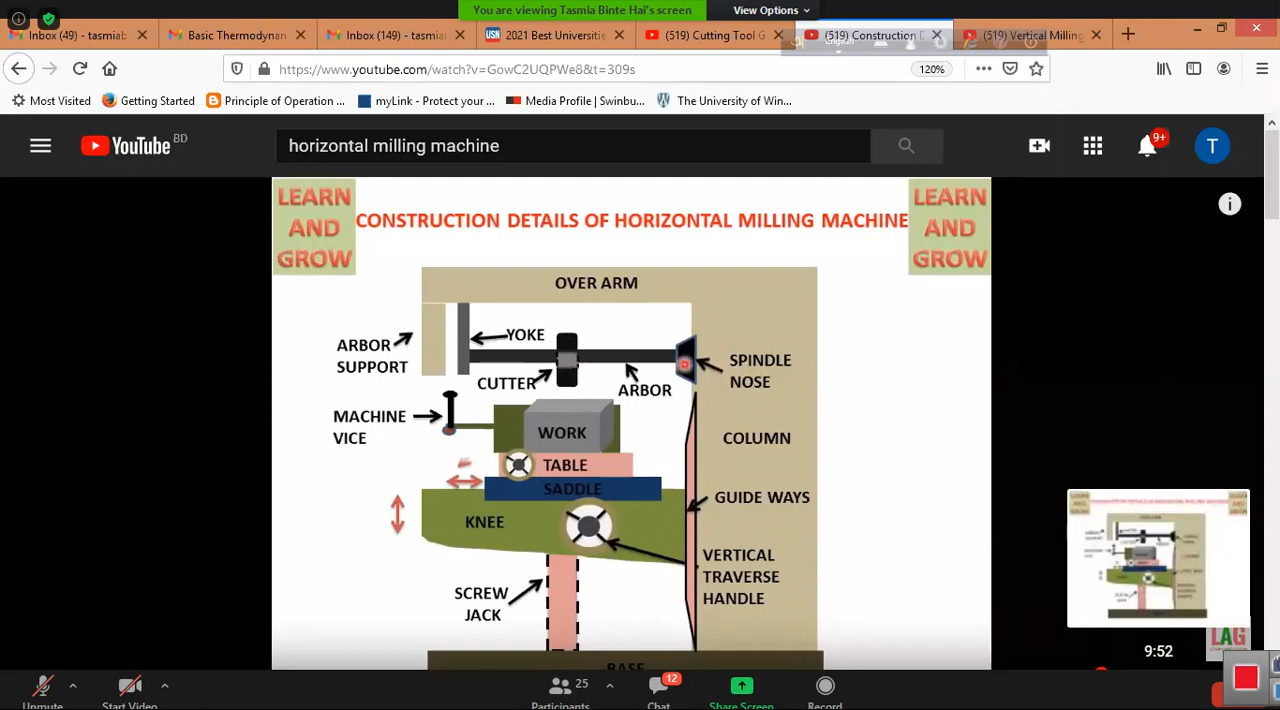 You are viewing Tasmia Binte Hai's screen
View Options
Inbox (49) - tasmiab
Basic Thermodynan
Inbox (149) - tasmia
USN 2021 Best Universitie
(519) Cutting Tool G
(519) Construction D
(519) Vertical Milling
English
https://www.youtube.com/watch?v=GowC2UQPWe8&t=309s
120%
Most Visited
Getting Started
Principle of Operation ...
myLink - Protect your ...
Media Profile | Swinbu...
The University of Win...
YouTube BD
horizontal milling machine
9+
T
LEARN
AND
GROW
CONSTRUCTION DETAILS OF HORIZONTAL MILLING MACHINE
LEARN
AND
GROW
OVER ARM
YOKE
ARBOR
SUPPORT
CUTTER
ARBOR
SPINDLE
NOSE
MACHINE
VICE
WORK
COLUMN
TABLE
SADDLE
GUIDE WAYS
KNEE
VERTICAL
TRAVERSE
HANDLE
SCREW
JACK
BASE
LAG
9:52
Unmute
Start Video
25
Participants
12
Chat
Share Screen
Record